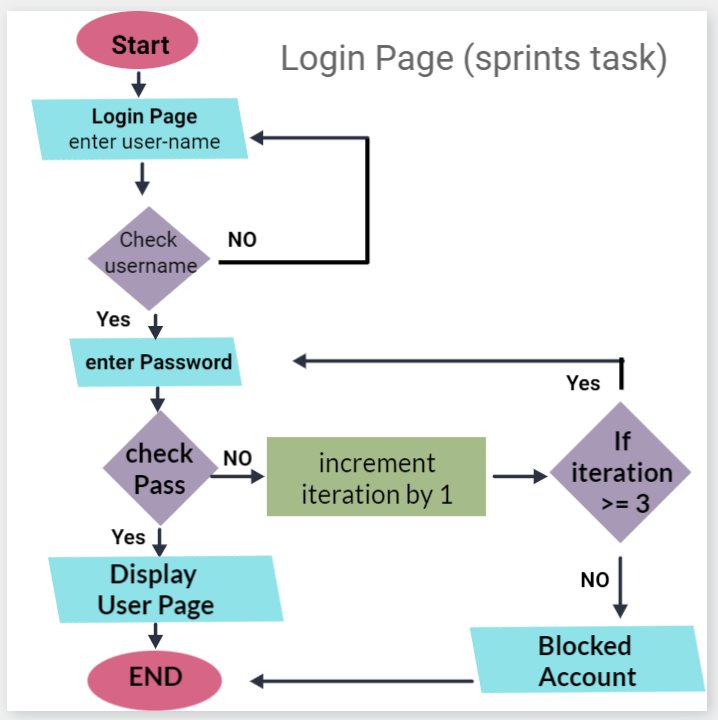 Start
Login Page (sprints task)
Login Page
enter user-name
Check
username
NO
Yes
enter Password
Yes
check
Pass
NO
increment
iteration by 1
If
iteration
>= 3
Yes
Display
User Page
NO
Blocked
Account
END